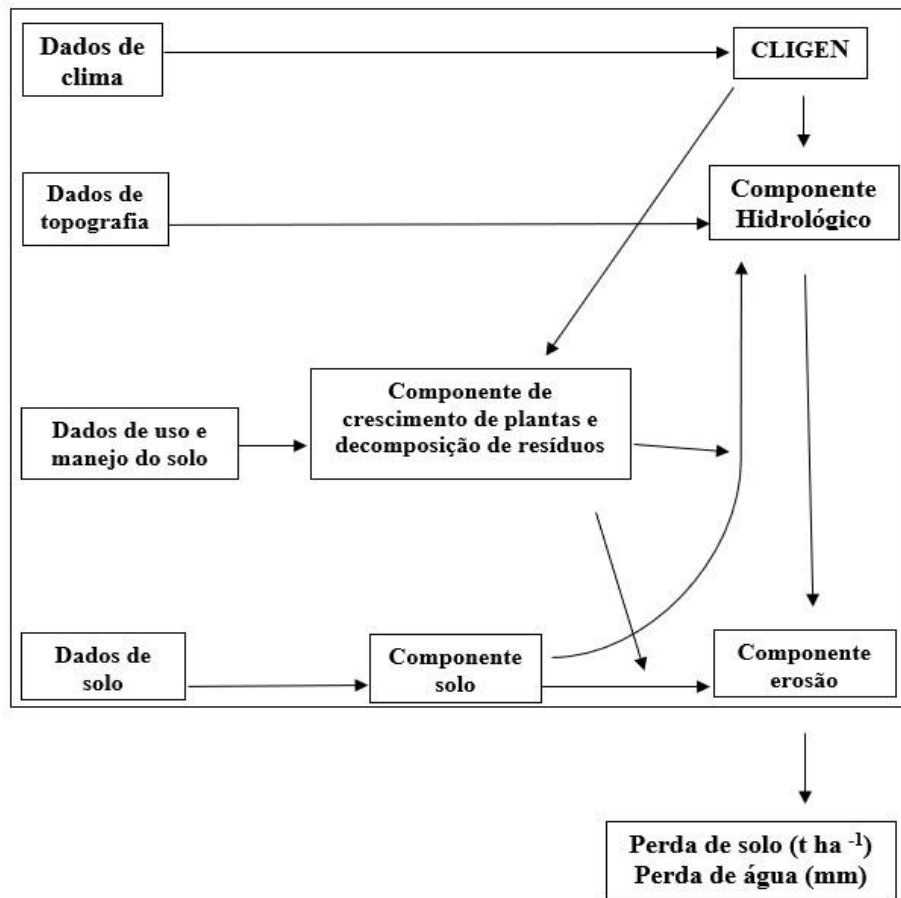 Dados de
clima
CLIGEN
Dados de
topografia
Componente
Hidrológico
Componente de
crescimento de plantas e
decomposição de resíduos
Dados de uso e
manejo do solo
Dados de
solo
Componente
solo
Componente
erosão
Perda de solo (t ha -1)
Perda de água (mm)